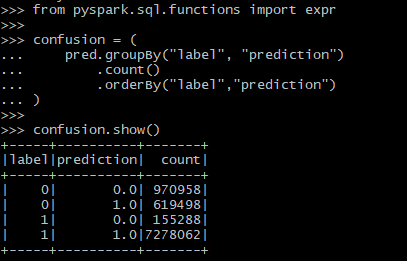 >>> from pyspark.sql.functions import expr
>>>
>>> confusion = (
...     pred.groupBy("label", "prediction")
...         .count()
...         .orderBy("label","prediction")
... )
>>>
>>> confusion.show()
+-----+----------+-------+
|label|prediction|  count|
+-----+----------+-------+
|    0|       0.0| 970958|
|    0|       1.0| 619498|
|    1|       0.0| 155288|
|    1|       1.0|7278062|
+-----+----------+-------+